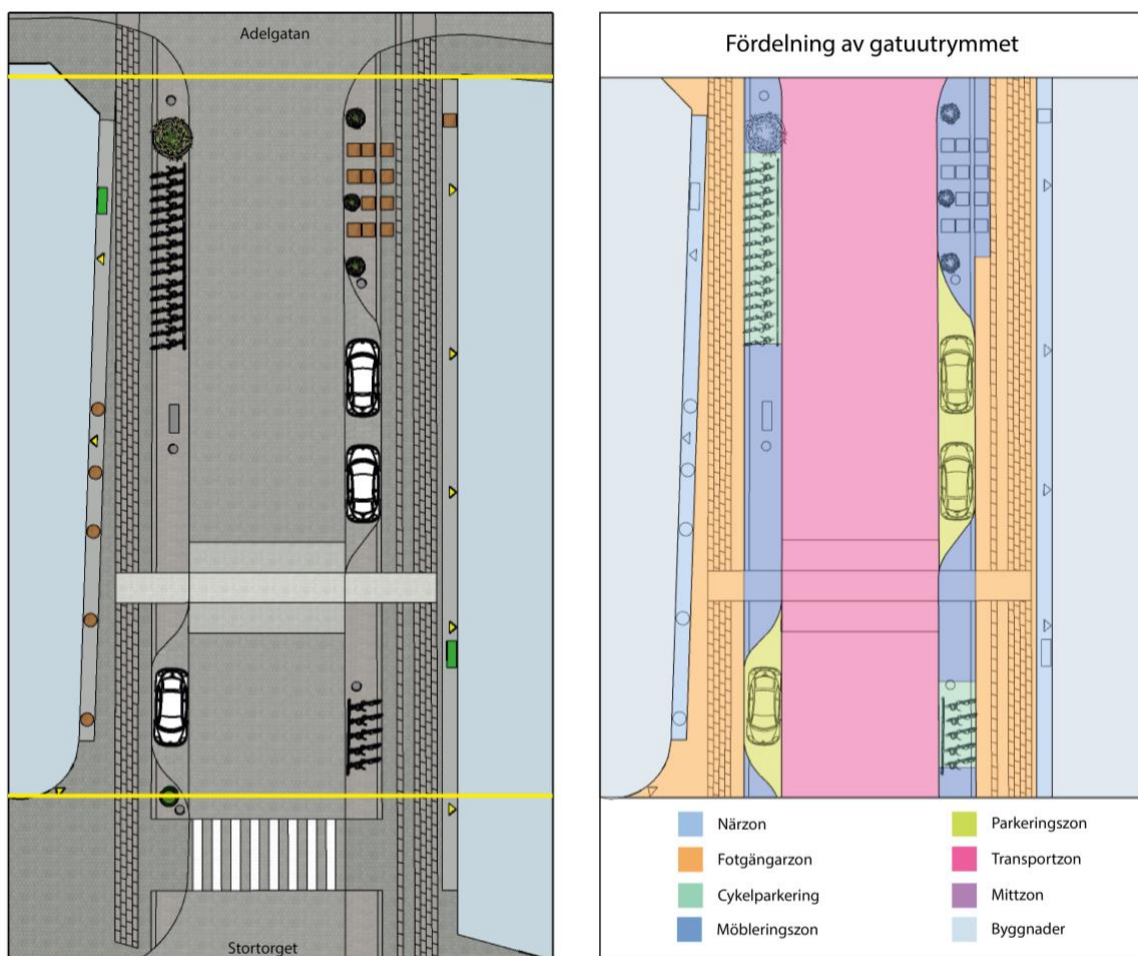 Adelgatan
Stortorget
Fördelning av gatuutrymmet
Närzon
Fotgängarzon
Cykelparkering
Möbleringszon
Parkeringszon
Transportzon
Mittzon
Byggnader